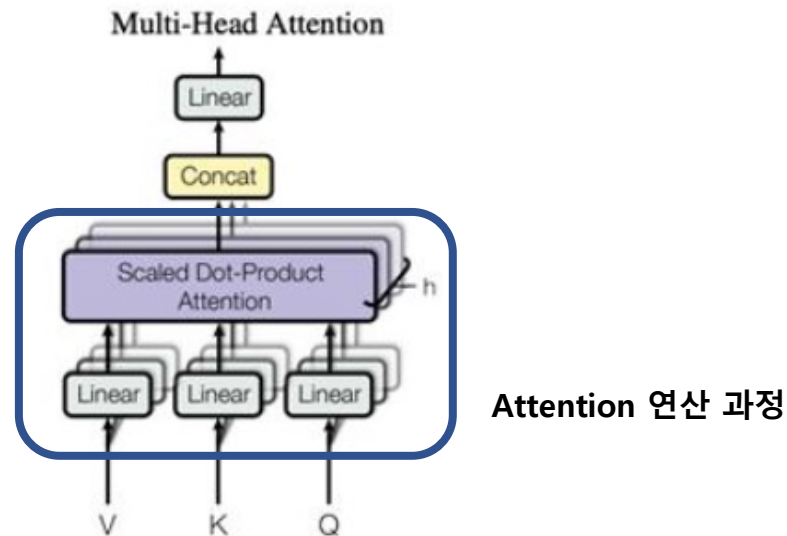 Multi-Head Attention
Linear
Concat
Scaled Dot-Product
Attention
h
Linear
Linear
Linear
Attention 연산 과정
V
K
Q